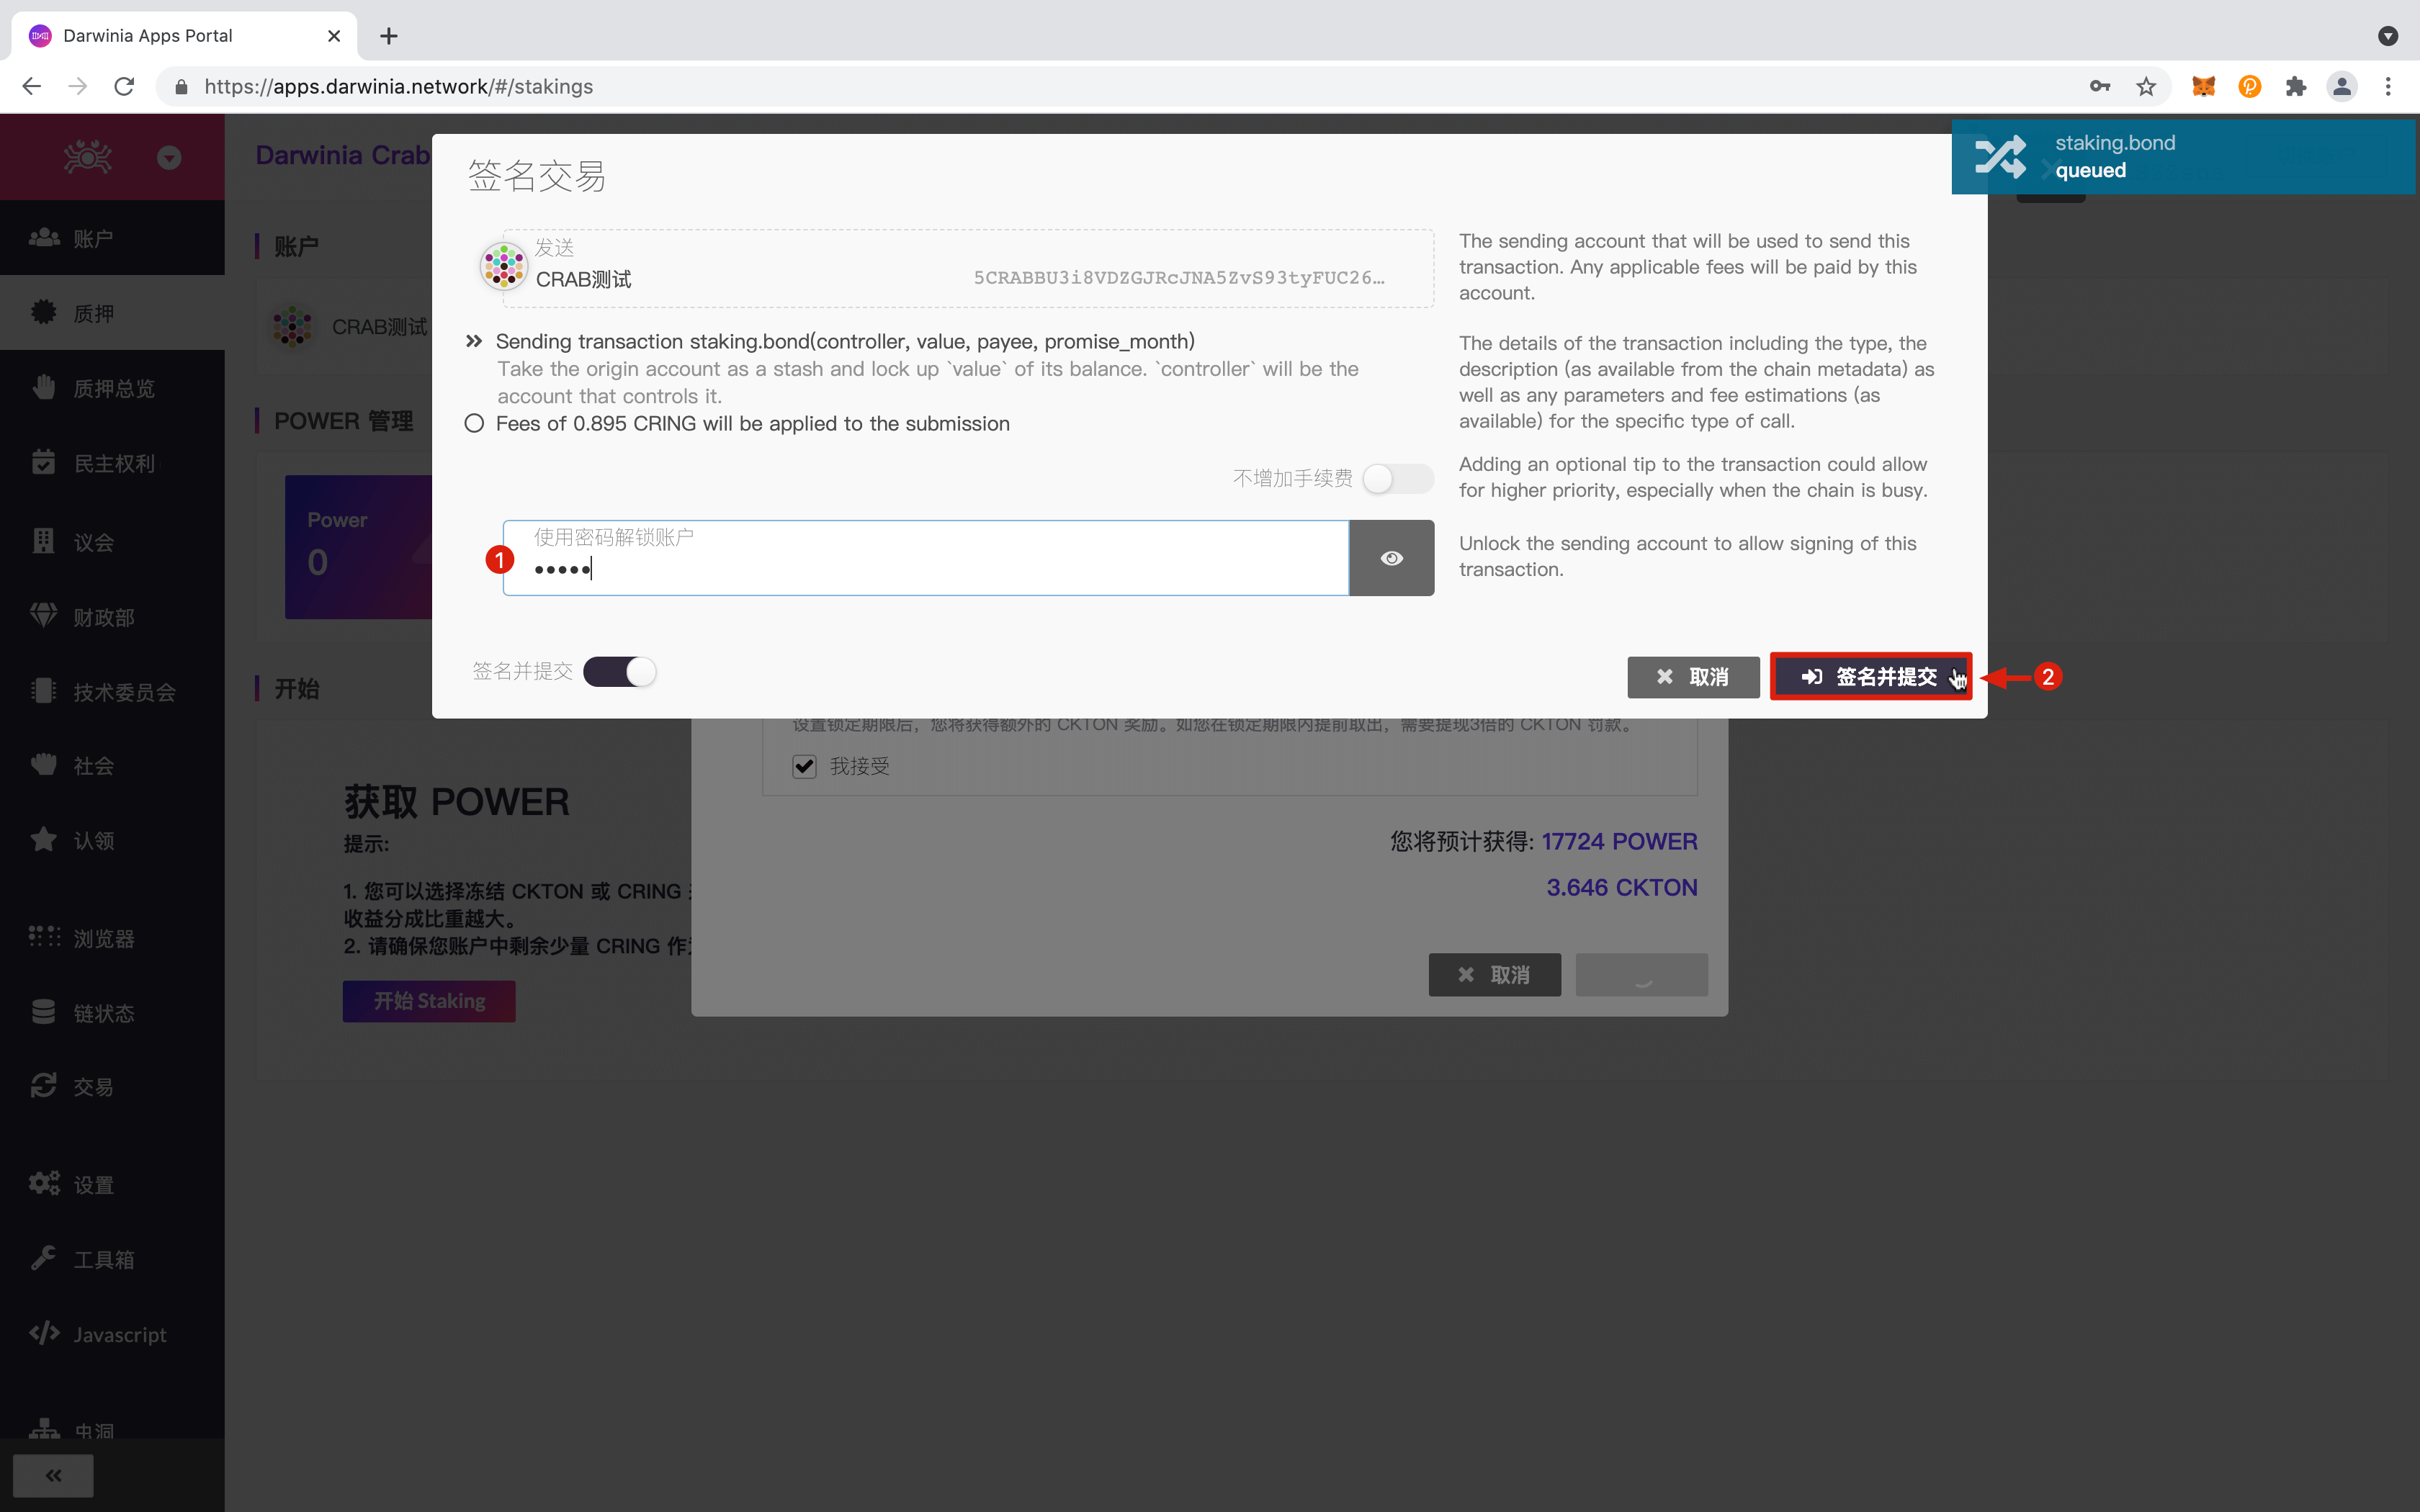 Darwinia Apps Portal
https://apps.darwinia.network/#/stakings
Darwinia Crab
账户
质押
质押总览
民主权利
议会
财政部
技术委员会
社会
认领
浏览器
链状态
交易
设置
工具箱
Javascript
虫洞
账户
CRAB测试
POWER 管理
Power
0
开始
获取 POWER
提示:
1. 您可以选择冻结 CKTON 或 CRING
收益分成比重越大。
2. 请确保您账户中剩余少量 CRING 作
开始 Staking
签名交易
发送
CRAB测试
5CRABBU3i8VDZGJRcJNA5ZvS93tyFUC26…
The sending account that will be used to send this
transaction. Any applicable fees will be paid by this
account.
Sending transaction staking.bond(controller, value, payee, promise_month)
Take the origin account as a stash and lock up `value` of its balance. `controller` will be the
account that controls it.
Fees of 0.895 CRING will be applied to the submission
The details of the transaction including the type, the
description (as available from the chain metadata) as
well as any parameters and fee estimations (as
available) for the specific type of call.
不增加手续费
Adding an optional tip to the transaction could allow
for higher priority, especially when the chain is busy.
1
使用密码解锁账户
•••••
Unlock the sending account to allow signing of this
transaction.
签名并提交
取消
签名并提交
2
设置锁定期限后，您将获得额外的 CKTON 奖励。如您在锁定期限内提前取出，需要提现3倍的 CKTON 罚款。
我接受
您将预计获得: 17724 POWER
3.646 CKTON
取消
staking.bond
queued